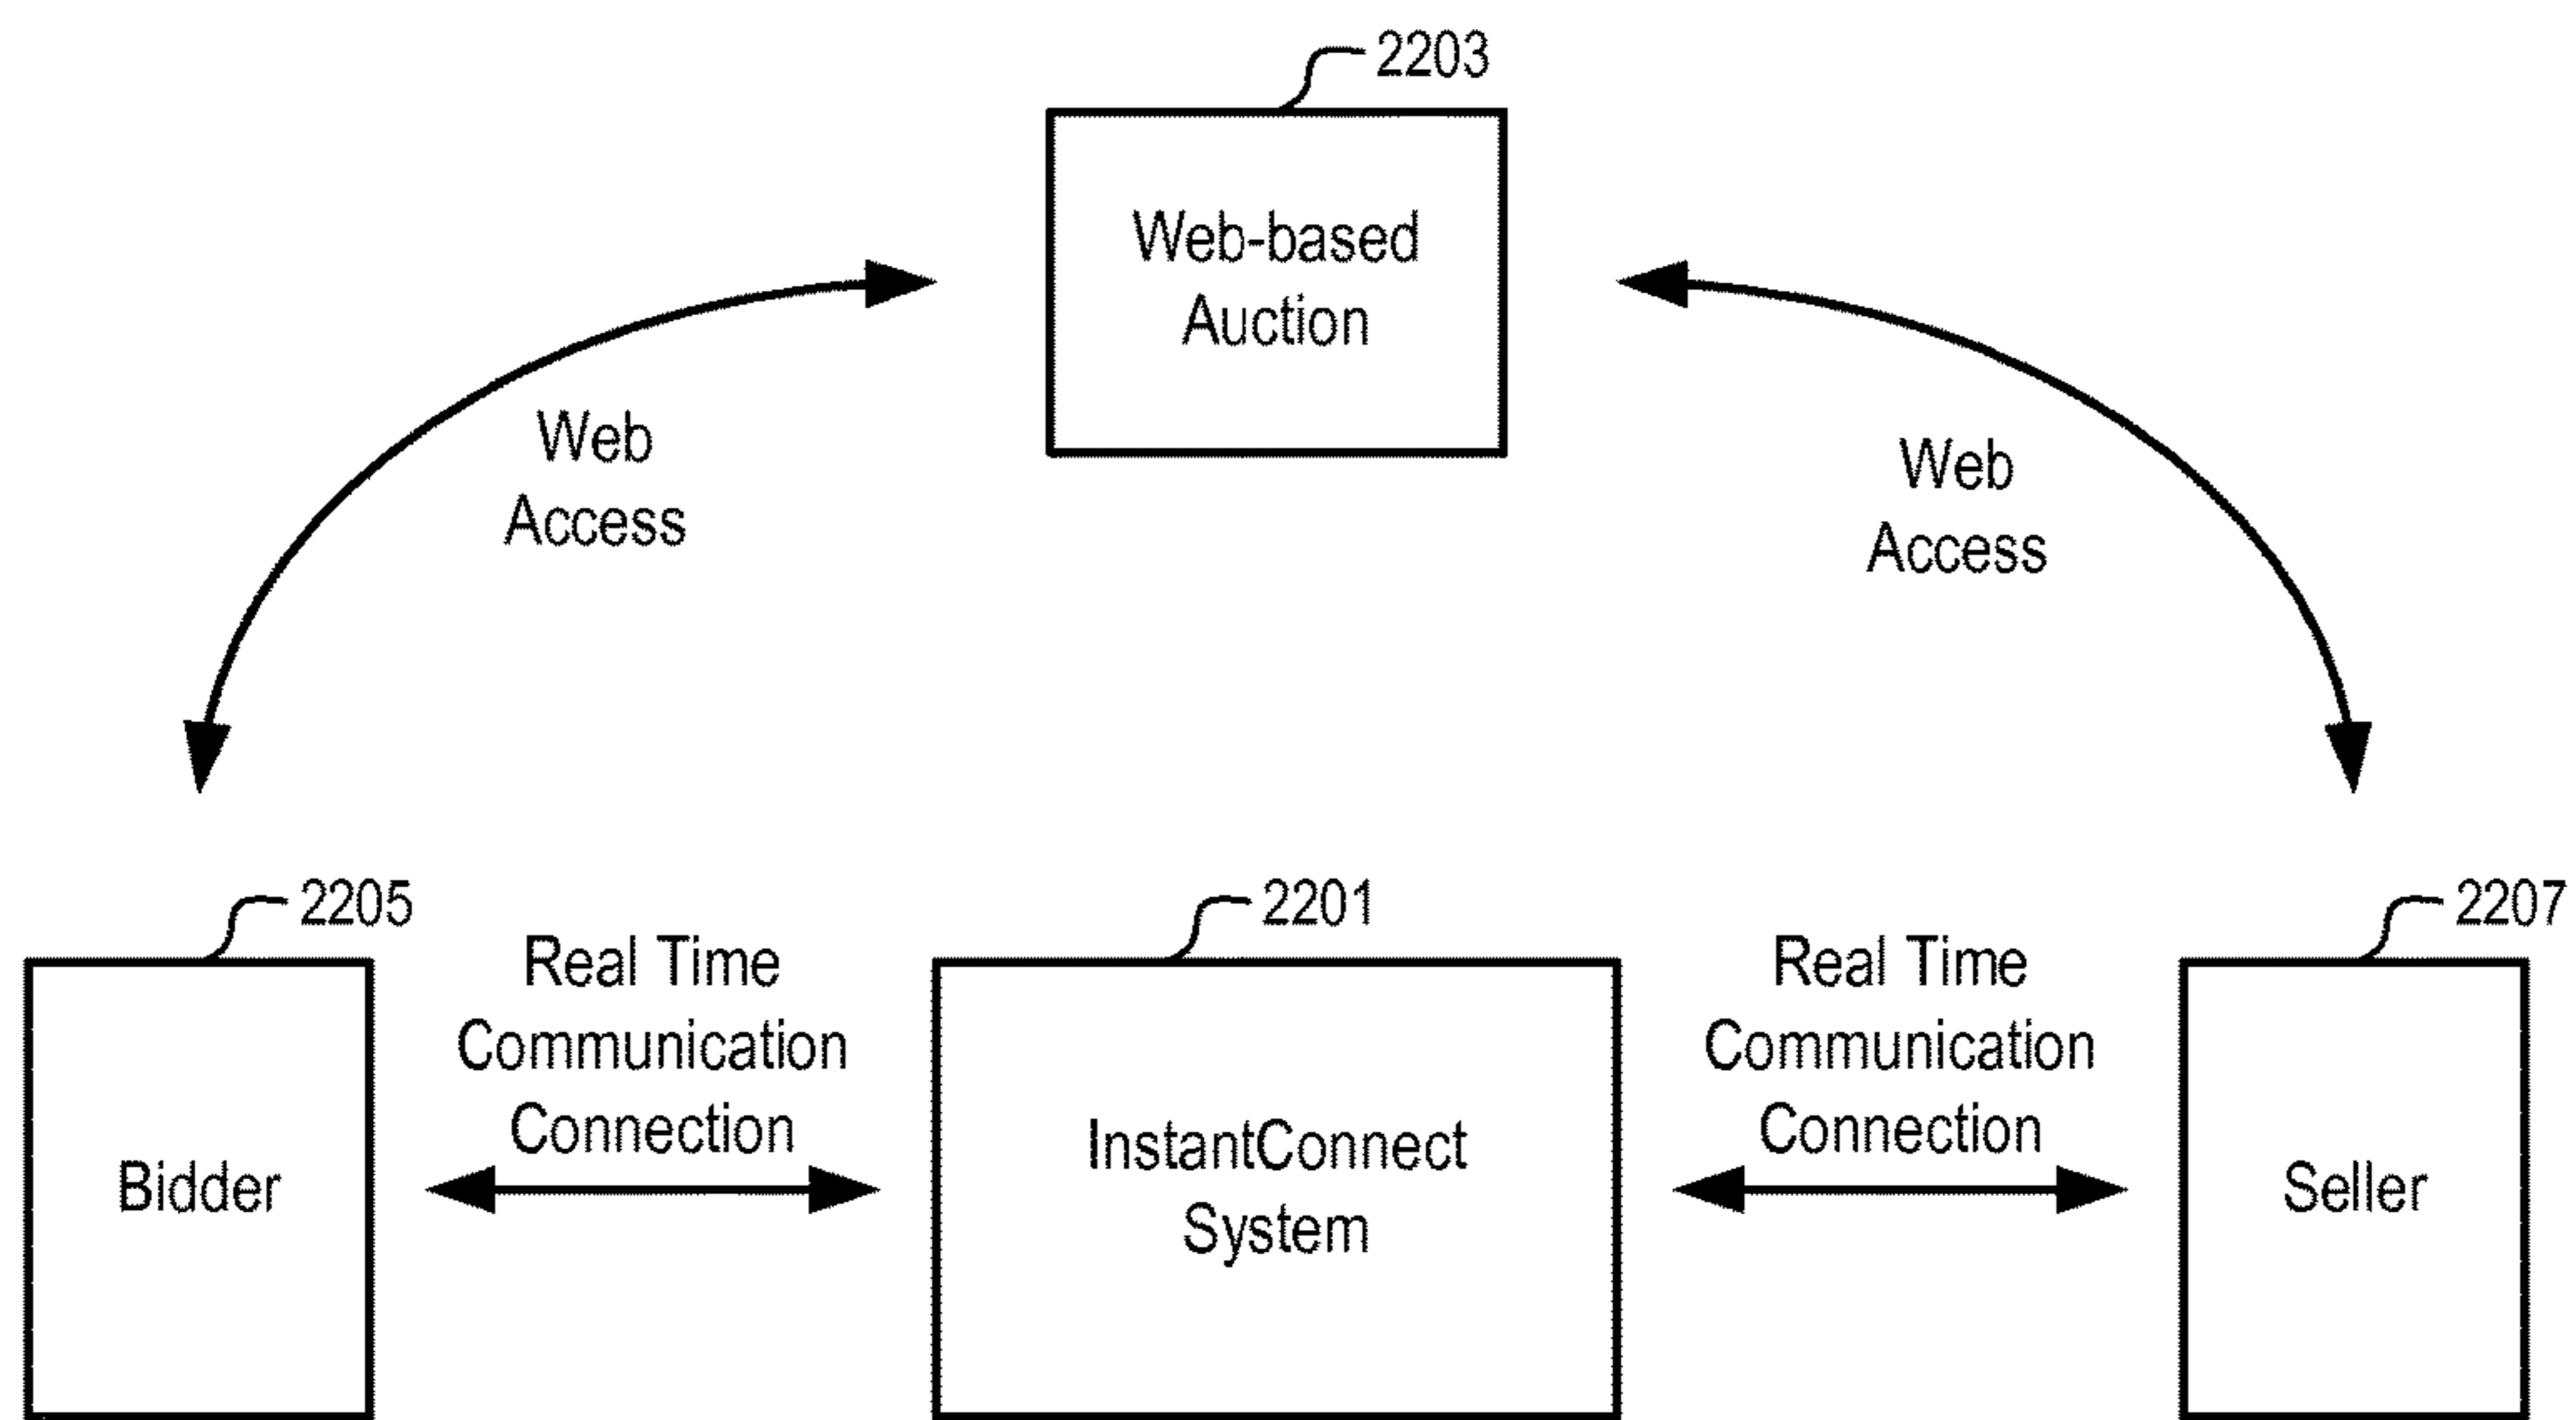 2203
Web-based
Auction
Web
Access
Web
Access
2205
Real Time
Communication
Connection
Bidder
2201
InstantConnect
System
Real Time
Communication
Connection
2207
Seller